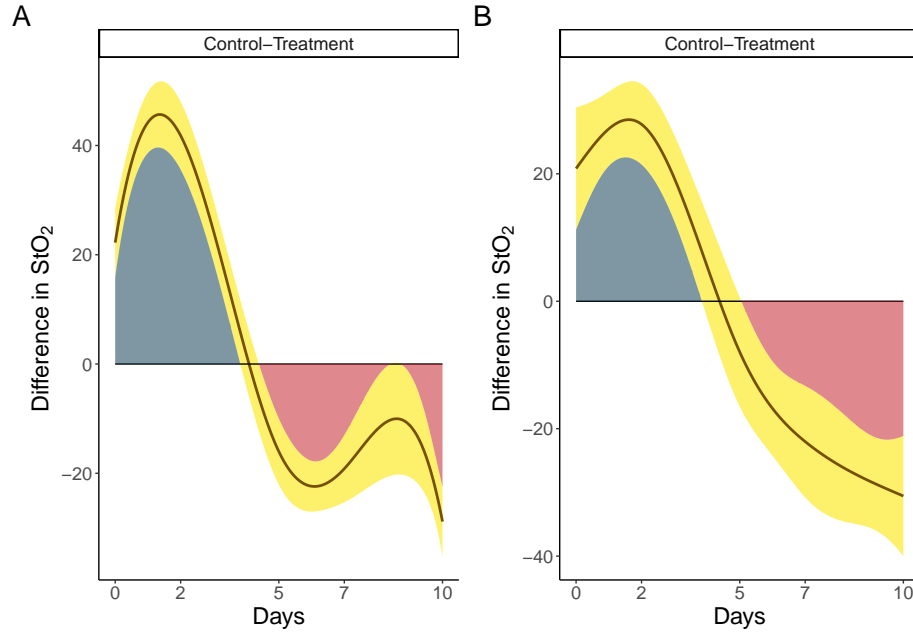 A
Control−Treatment
Difference in StO₂
40
20
0
−20
0 2 5 7 10
Days
B
Control−Treatment
Difference in StO₂
20
0
−20
−40
0 2 5 7 10
Days